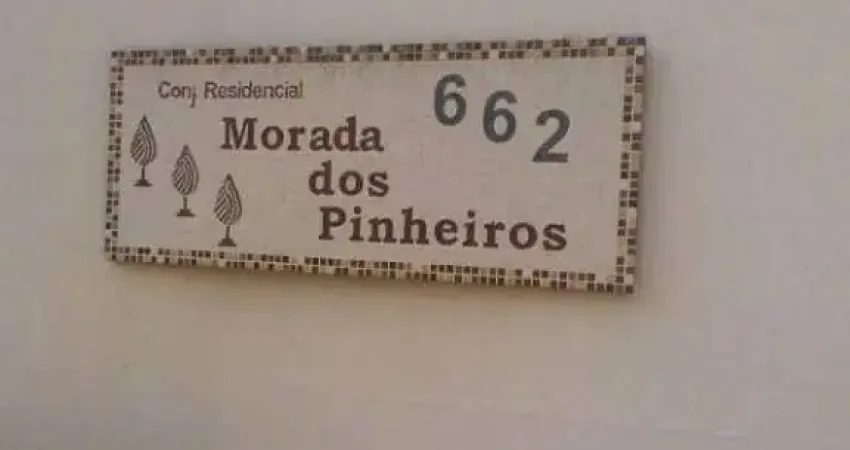 Conj Residencial
662
Morada
dos
Pinheiros